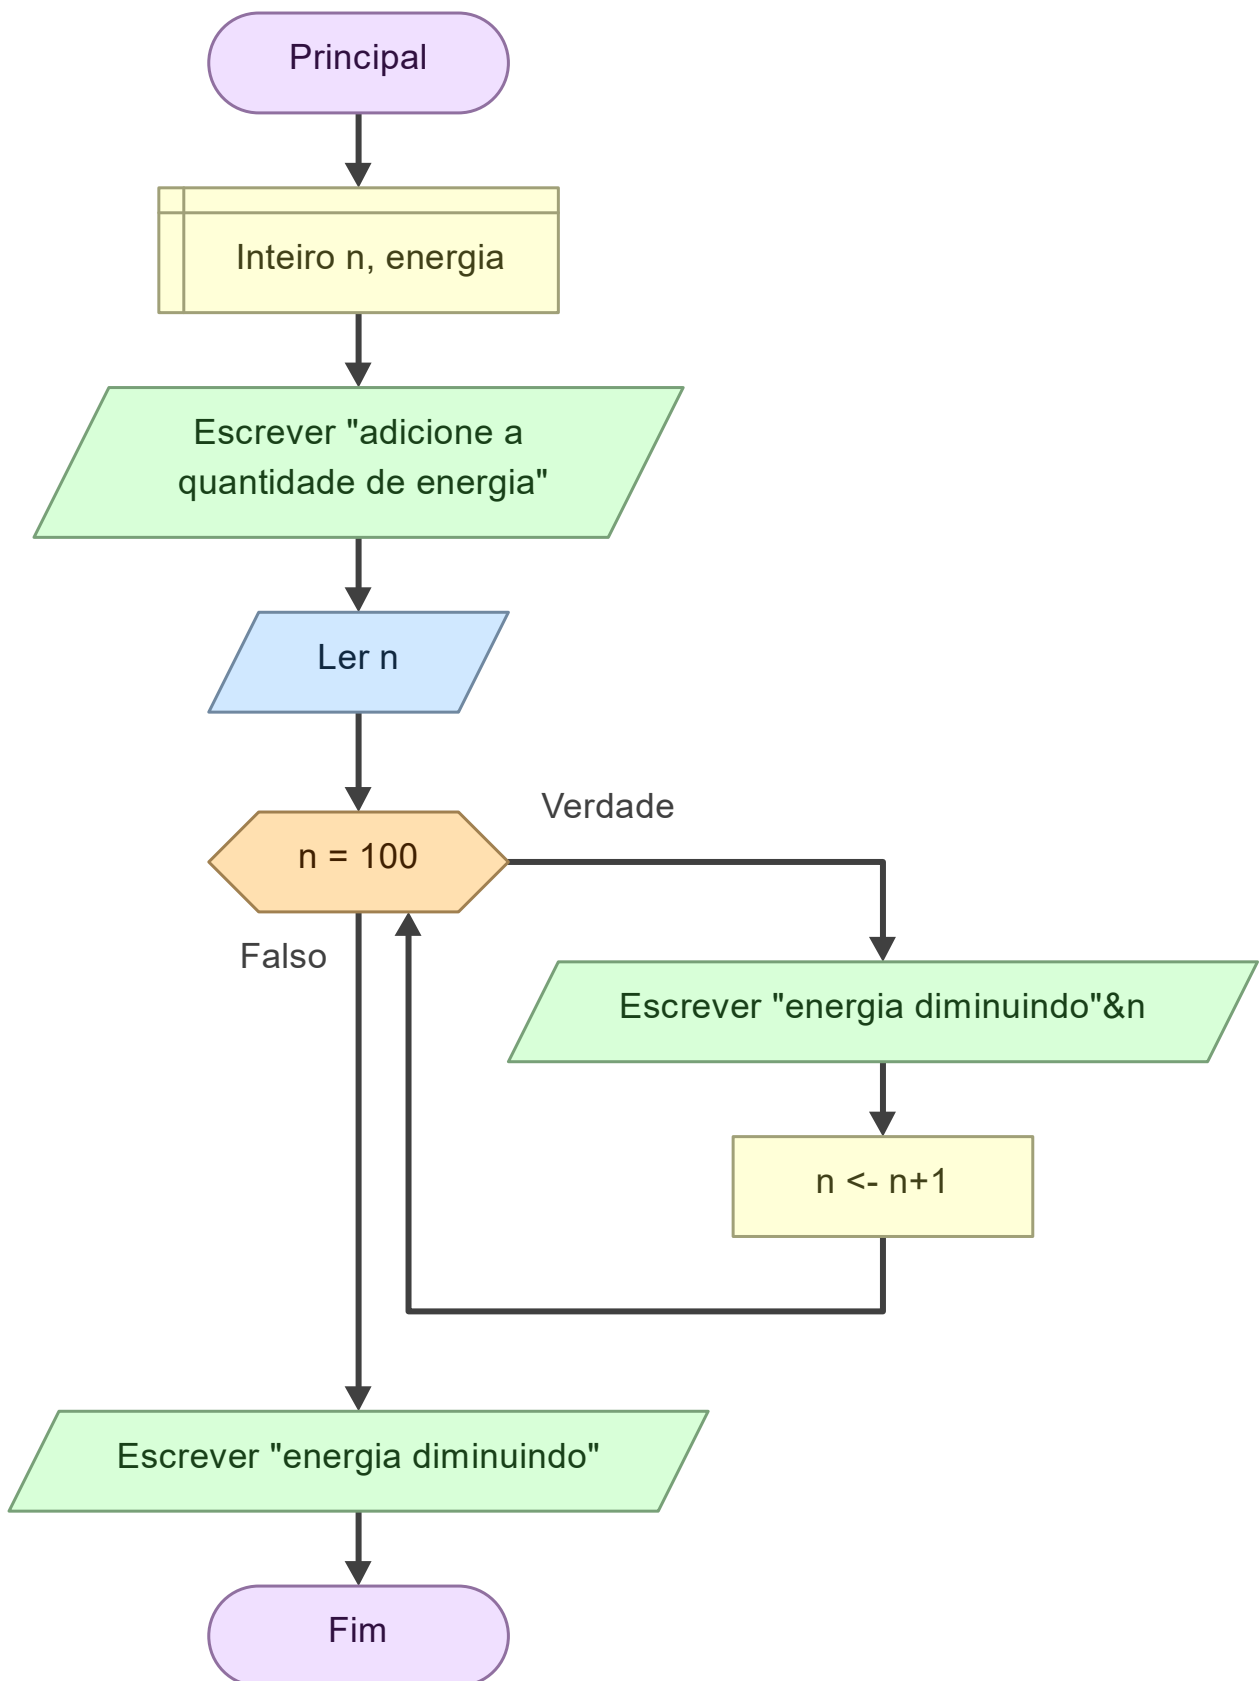 Principal
Inteiro n, energia
Escrever "adicione a
quantidade de energia"
Ler n
Verdade
n = 100
Falso
Escrever "energia diminuindo"&n
n <- n+1
Escrever "energia diminuindo"
Fim